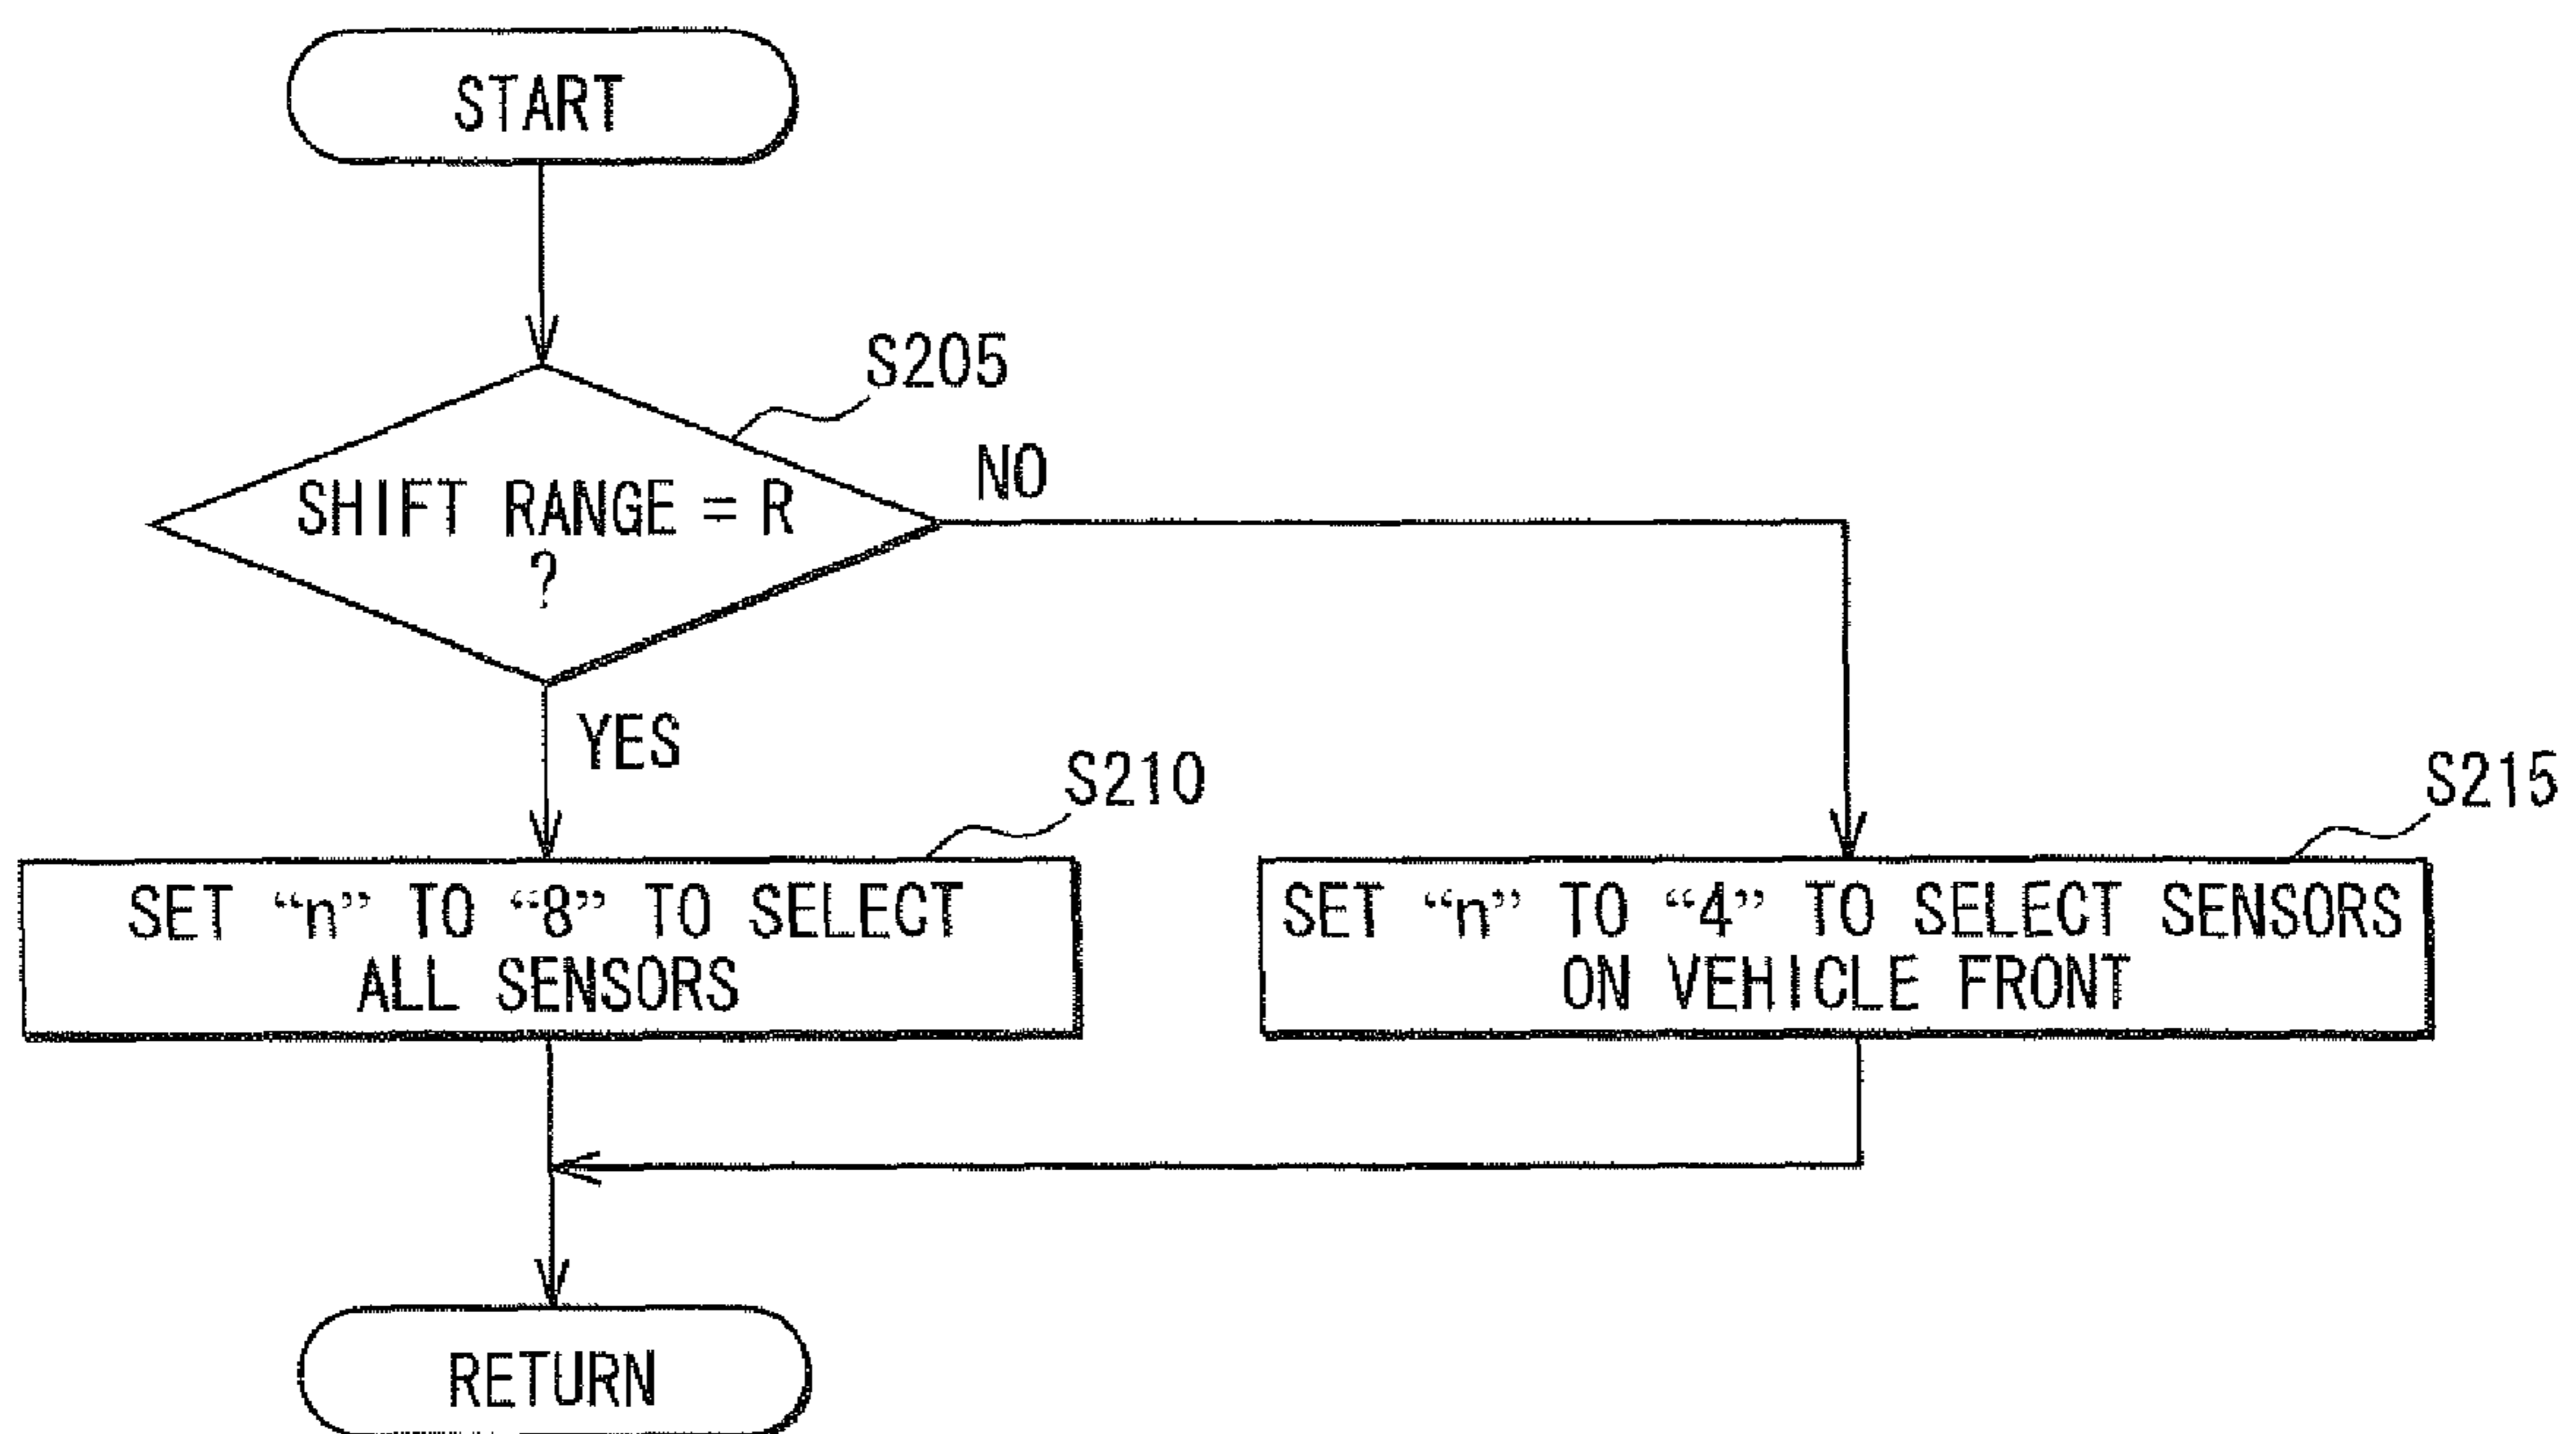 START
S205
NO
SHIFT RANGE = R
?
YES
S210
S215
SET “n” TO “8” TO SELECT
ALL SENSORS
SET “n” TO “4” TO SELECT SENSORS
ON VEHICLE FRONT
RETURN